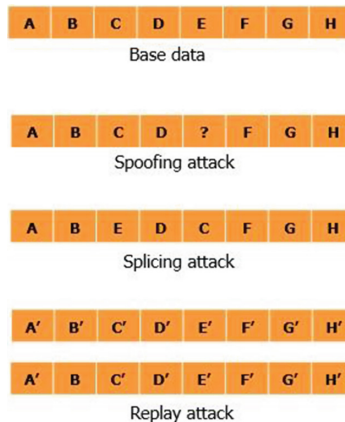 A B C D E F G H
Base data
A B C D ? F G H
Spoofing attack
A B E D C F G H
Splicing attack
A′ B′ C′ D′ E′ F′ G′ H′
A′ B C′ D′ E′ F′ G′ H′
Replay attack